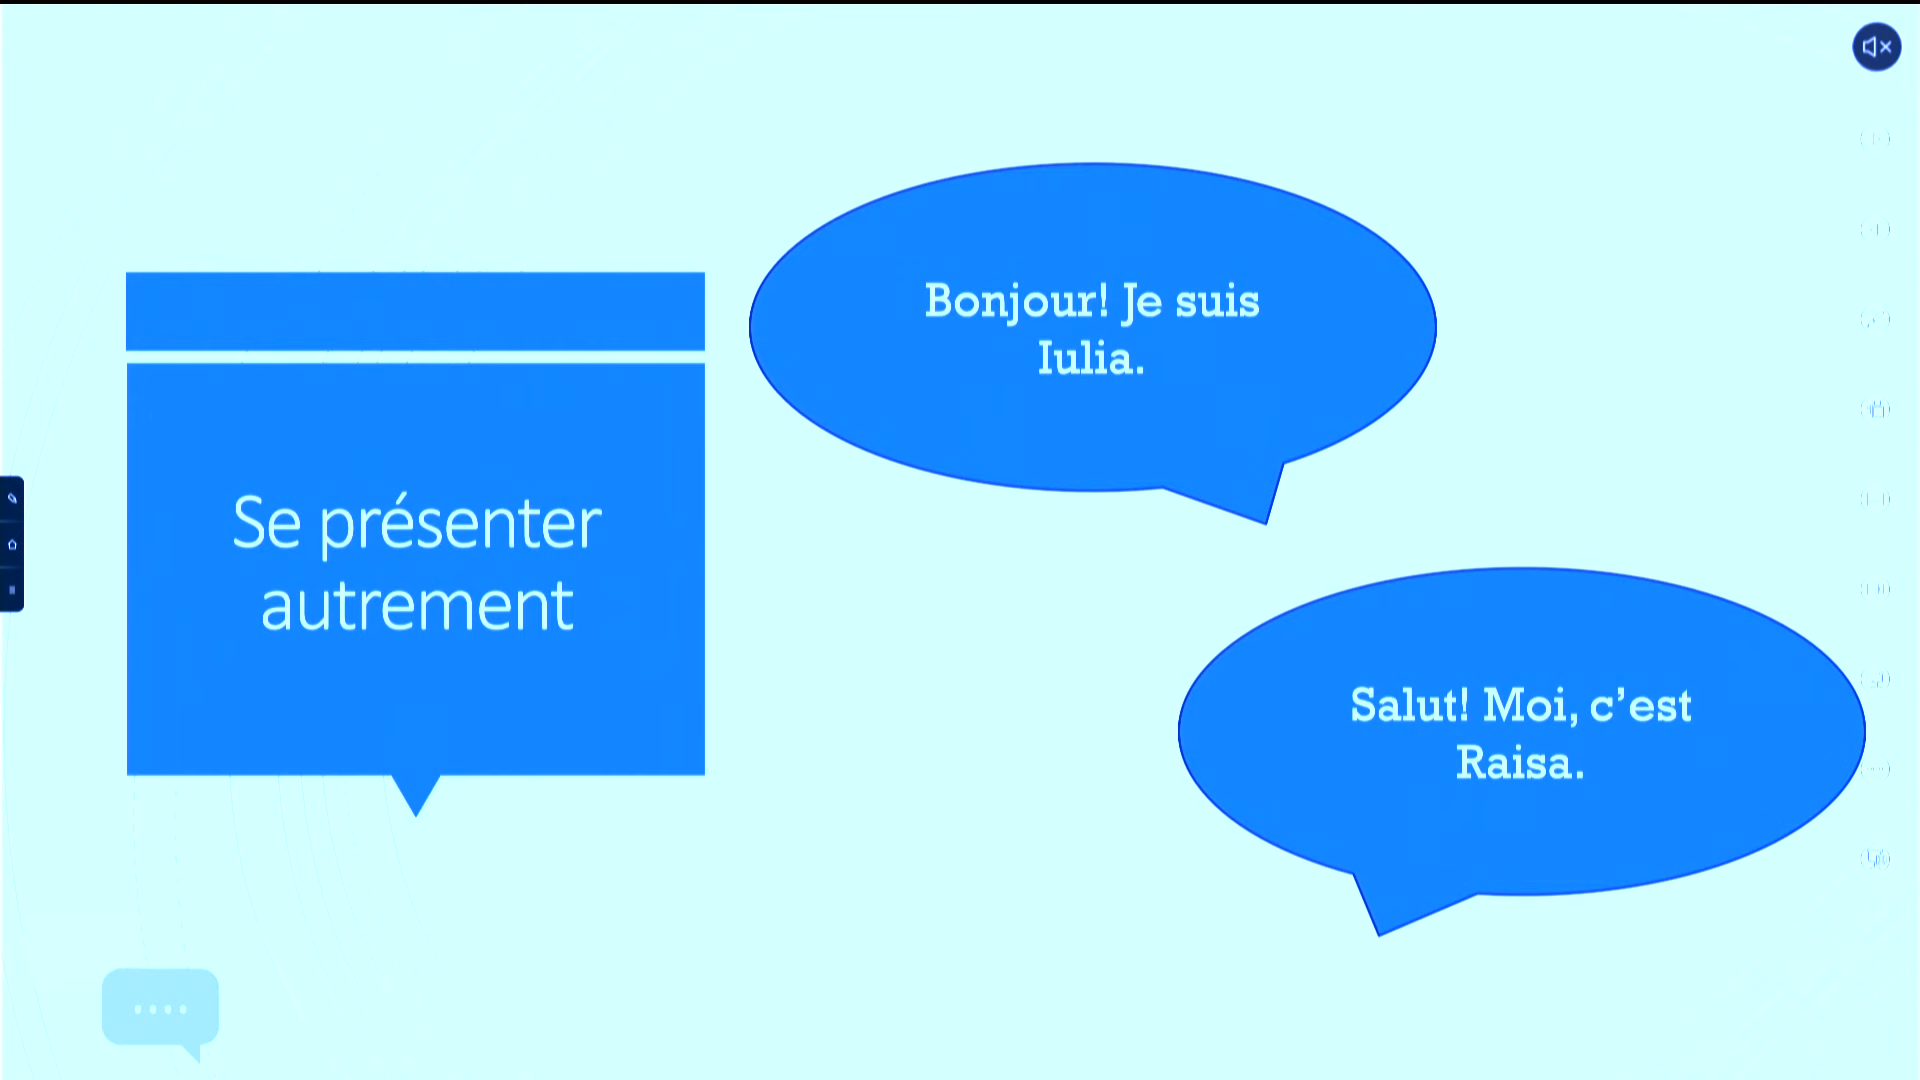 Se présenter
autrement
Bonjour! Je suis
Iulia.
Salut! Moi, c’est
Raisa.